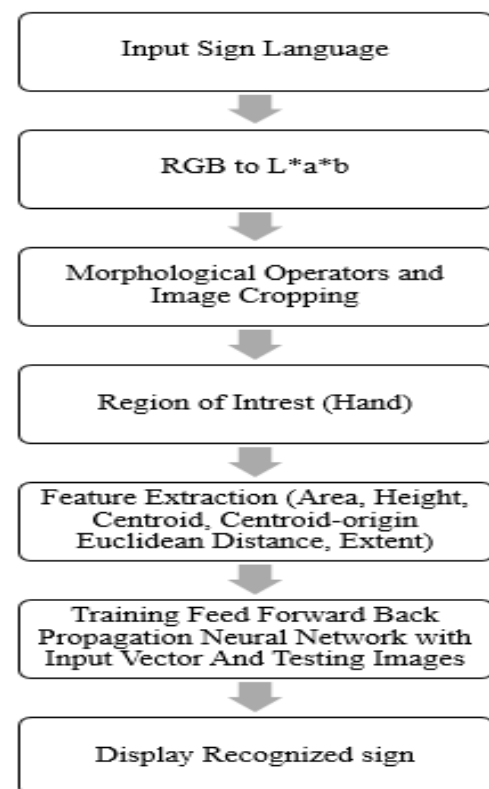 Input Sign Language
RGB to L*a*b
Morphological Operators and
Image Cropping
Region of Intrest (Hand)
Feature Extraction (Area, Height,
Centroid, Centroid-origin
Euclidean Distance, Extent)
Training Feed Forward Back
Propagation Neural Network with
Input Vector And Testing Images
Display Recognized sign